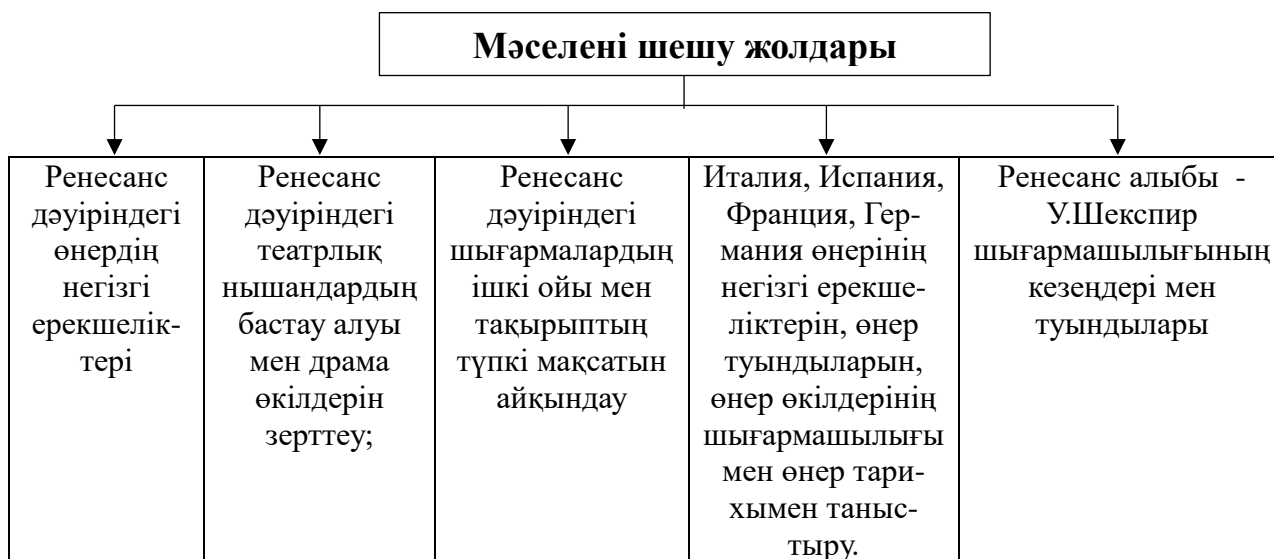 Мәселені шешу жолдары
Ренесанс
дәуіріндегі
өнердің
негізгі
ерекшелік-
тері
Ренесанс
дәуіріндегі
театрлық
нышандардың
бастау алуы
мен драма
өкілдерін
зерттеу;
Ренесанс
дәуіріндегі
шығармалардың
ішкі ойы мен
тақырыптың
түпкі мақсатын
айқындау
Италия, Испания,
Франция, Гер-
мания өнерінің
негізгі ерекше-
ліктерін, өнер
туындыларын,
өнер өкілдерінің
шығармашылығы
мен өнер тари-
хымен таныс-
тыру.
Ренесанс алыбы -
У.Шекспир
шығармашылығының
кезеңдері мен
туындылары